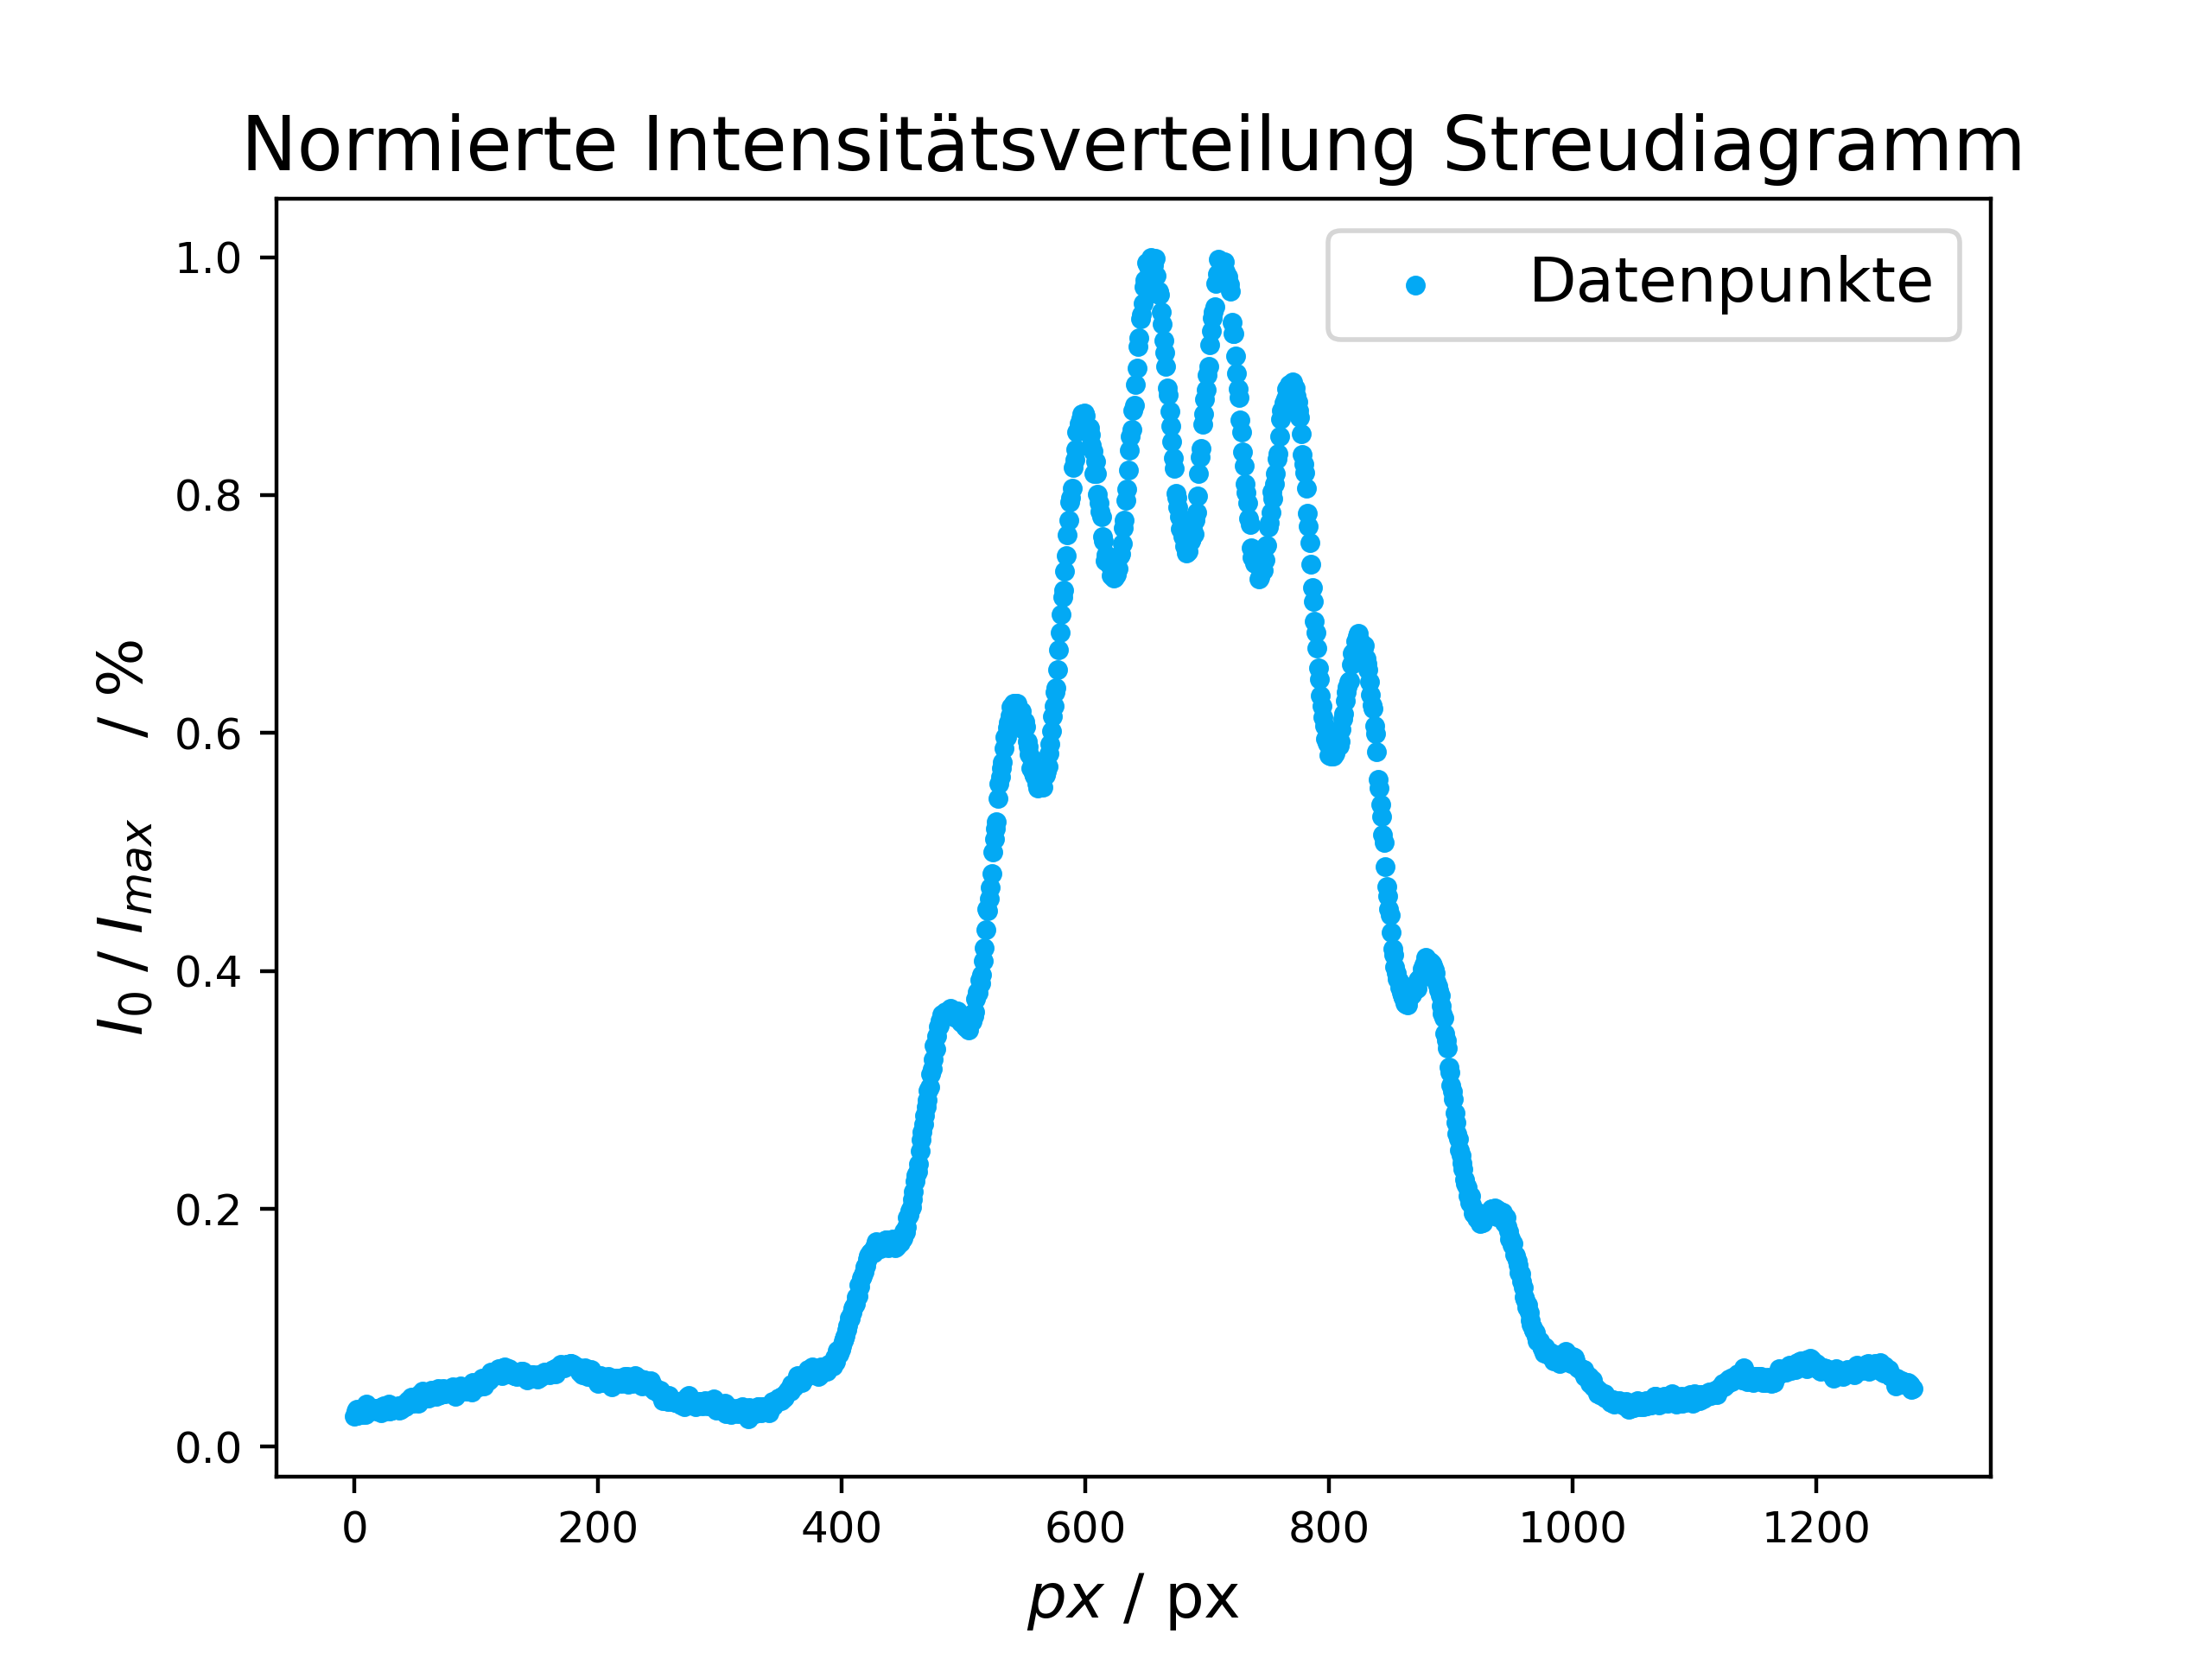 Normierte Intensitätsverteilung Streudiagramm
Datenpunkte
I0 / Imax / %
1.0
0.8
0.6
0.4
0.2
0.0
0 200 400 600 800 1000 1200
px / px